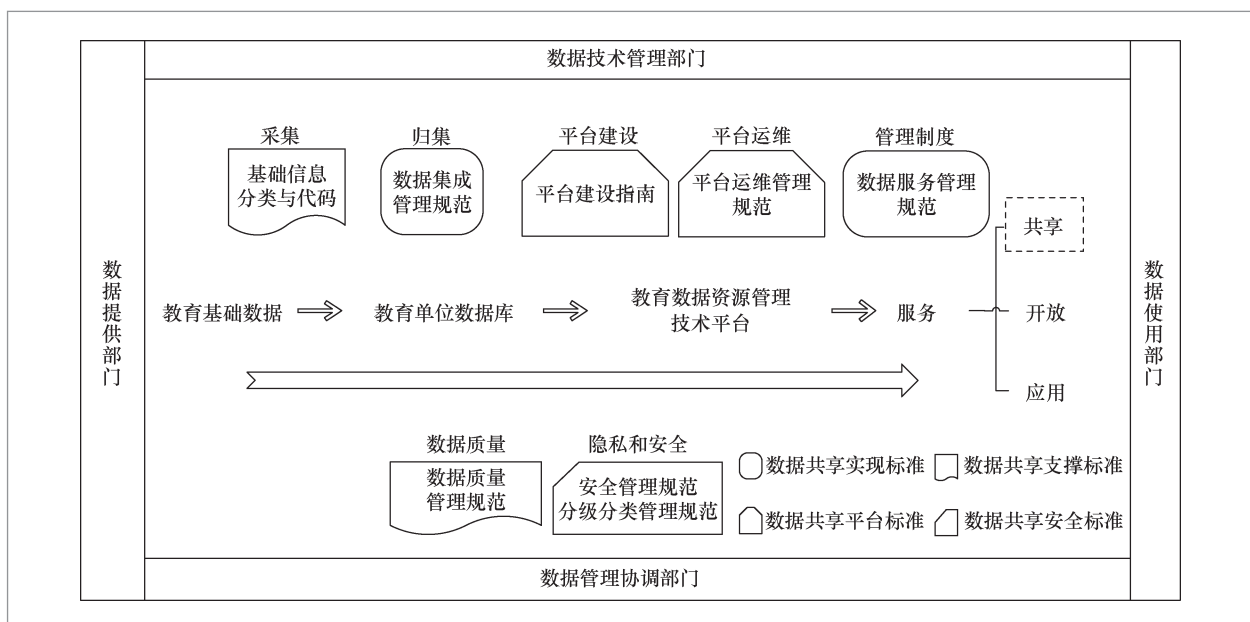 数据技术管理部门
数据提供部门
采集
归集
平台建设
平台运维
管理制度
基础信息
分类与代码
数据集成
管理规范
平台建设指南
平台运维管理
规范
数据服务管理
规范
共享
教育基础数据
教育单位数据库
教育数据资源管理
技术平台
服务
开放
应用
数据使用部门
数据质量
隐私和安全
数据质量
管理规范
安全管理规范
分级分类管理规范
数据共享实现标准
数据共享支撑标准
数据共享平台标准
数据共享安全标准
数据管理协调部门